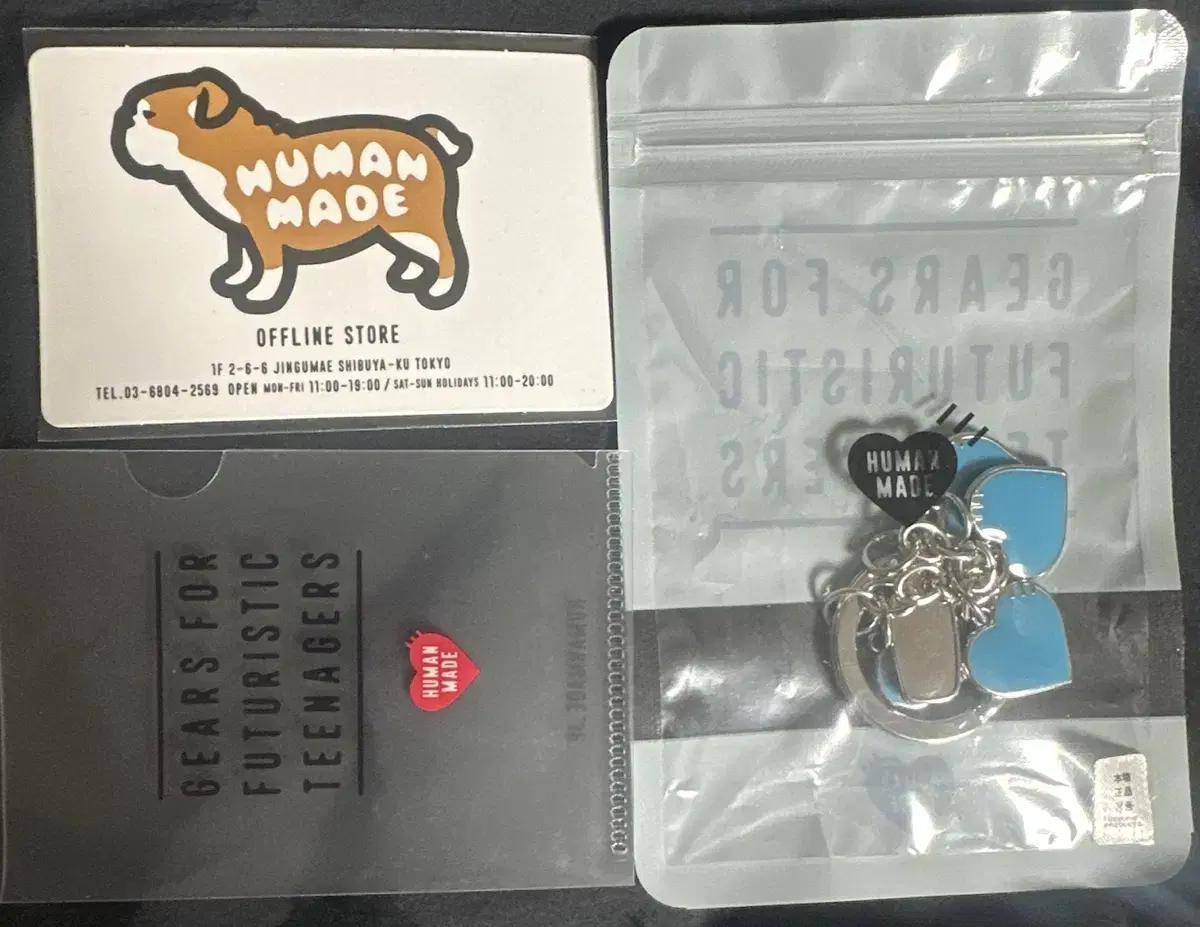 HUMAN
MADE
OFFLINE STORE
1F 2-6-6 JINGUMAE SHIBUYA-KU TOKYO
TEL.03-6804-2569 OPEN MON-FRI 11:00-19:00 / SAT-SUN HOLIDAYS 11:00-20:00
GEARS FOR
FUTURISTIC
TEENAGERS
HUMAN
MADE
HUMANMADE.JP
GEARS FOR
FUTURISTIC
HUMAN
MADE